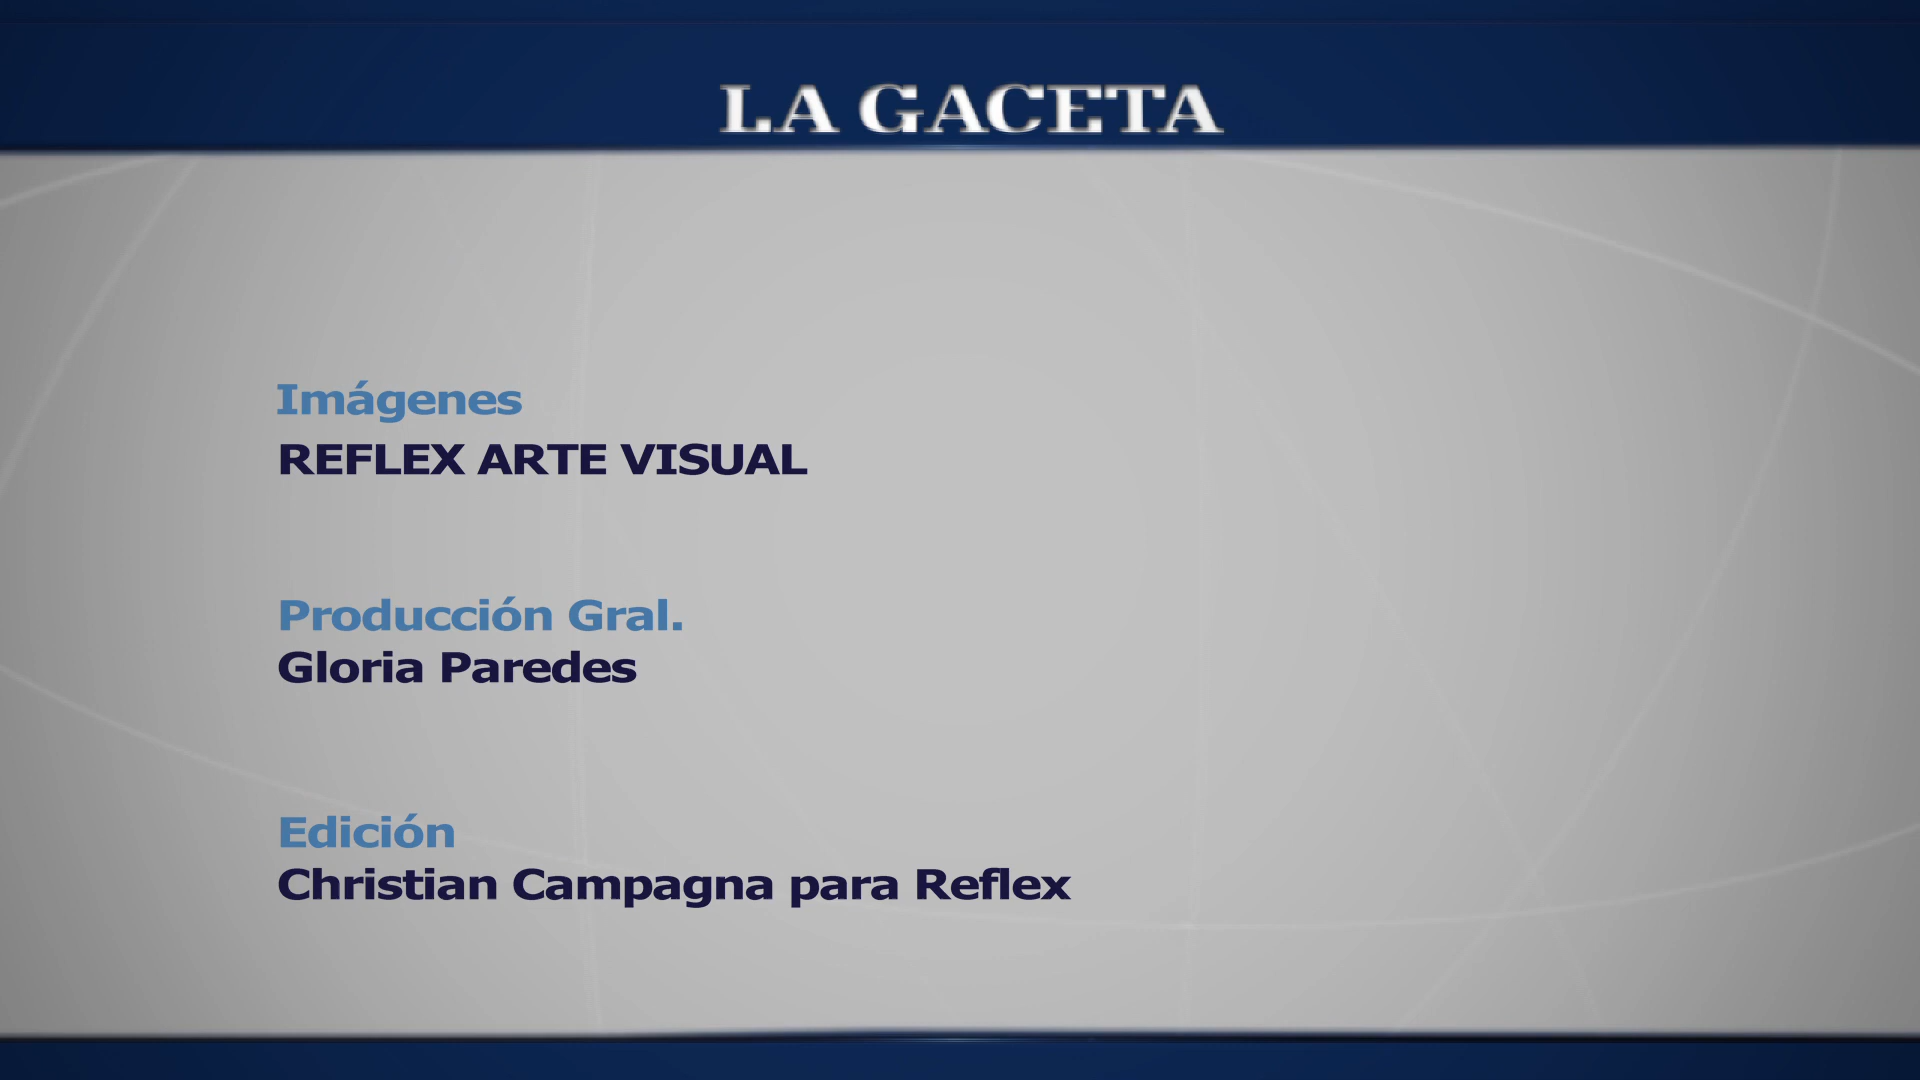 LA GACETA
Imágenes
REFLEX ARTE VISUAL
Producción Gral.
Gloria Paredes
Edición
Christian Campagna para Reflex